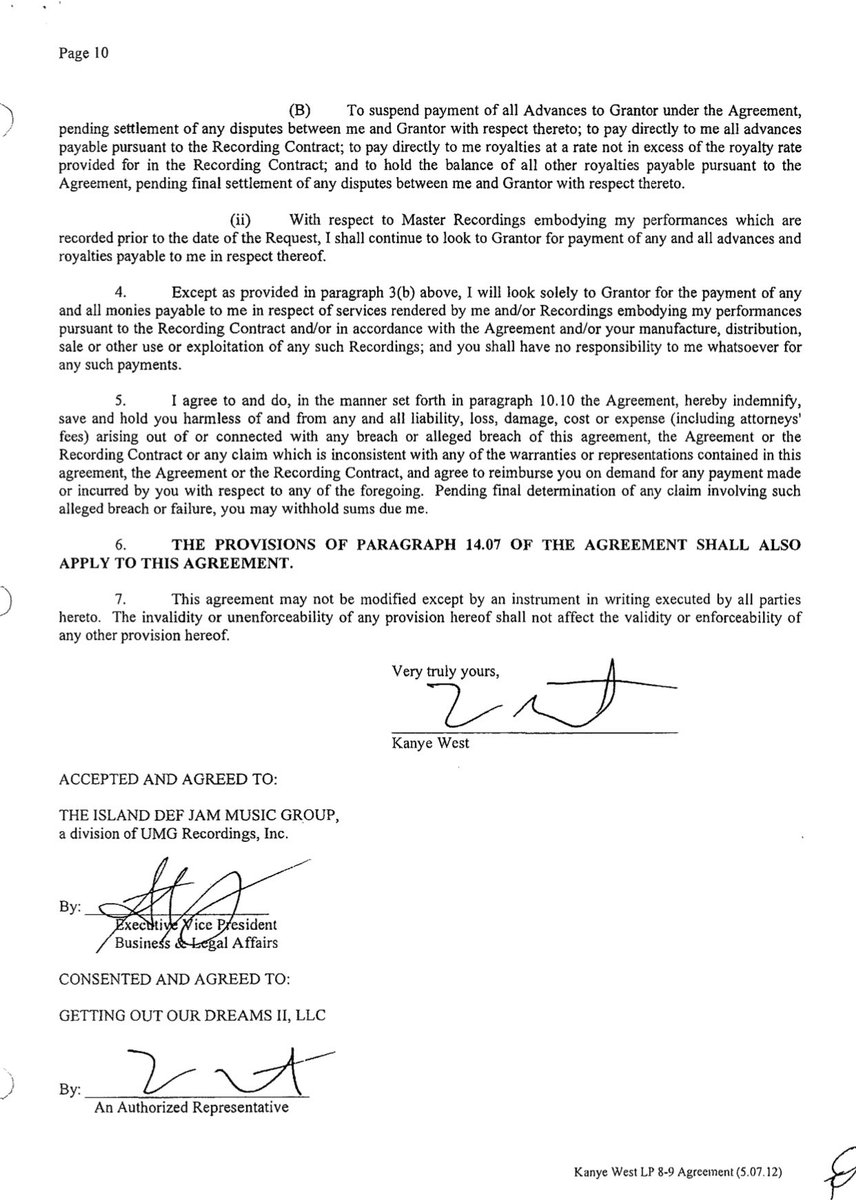 Page 10
(B) To suspend payment of all Advances to Grantor under the Agreement,
pending settlement of any disputes between me and Grantor with respect thereto; to pay directly to me all advances
payable pursuant to the Recording Contract; to pay directly to me royalties at a rate not in excess of the royalty rate
provided for in the Recording Contract; and to hold the balance of all other royalties payable pursuant to the
Agreement, pending final settlement of any disputes between me and Grantor with respect thereto.
(ii) With respect to Master Recordings embodying my performances which are
recorded prior to the date of the Request, I shall continue to look to Grantor for payment of any and all advances and
royalties payable to me in respect thereof.
4. Except as provided in paragraph 3(b) above, I will look solely to Grantor for the payment of any
and all monies payable to me in respect of services rendered by me and/or Recordings embodying my performances
pursuant to the Recording Contract and/or in accordance with the Agreement and/or your manufacture, distribution,
sale or other use or exploitation of any such Recordings; and you shall have no responsibility to me whatsoever for
any such payments.
5. I agree to and do, in the manner set forth in paragraph 10.10 the Agreement, hereby indemnify,
save and hold you harmless of and from any and all liability, loss, damage, cost or expense (including attorneys'
fees) arising out of or connected with any breach or alleged breach of this agreement, the Agreement or the
Recording Contract or any claim which is inconsistent with any of the warranties or representations contained in this
agreement, the Agreement or the Recording Contract, and agree to reimburse you on demand for any payment made
or incurred by you with respect to any of the foregoing. Pending final determination of any claim involving such
alleged breach or failure, you may withhold sums due me.
6. THE PROVISIONS OF PARAGRAPH 14.07 OF THE AGREEMENT SHALL ALSO
APPLY TO THIS AGREEMENT.
7. This agreement may not be modified except by an instrument in writing executed by all parties
hereto. The invalidity or unenforceability of any provision hereof shall not affect the validity or enforceability of
any other provision hereof.
Very truly yours,
Kanye West
ACCEPTED AND AGREED TO:
THE ISLAND DEF JAM MUSIC GROUP,
a division of UMG Recordings, Inc.
By:
Executive Vice President
Business & Legal Affairs
CONSENTED AND AGREED TO:
GETTING OUT OUR DREAMS II, LLC
By:
An Authorized Representative
Kanye West LP 8-9 Agreement (5.07.12)